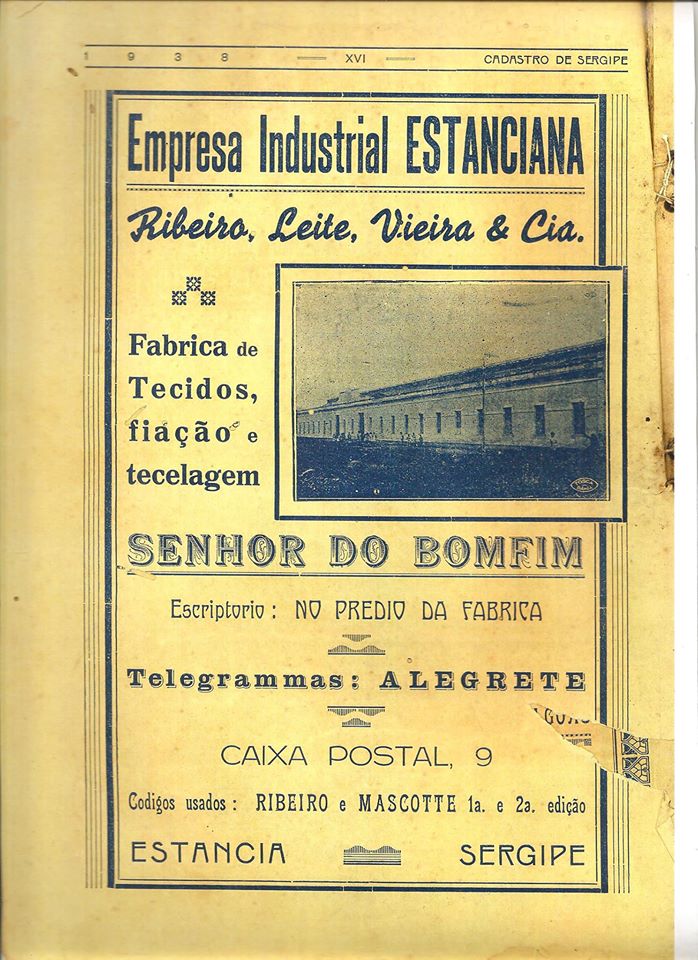 1938 — XVI — CADASTRO DE SERGIPE
Empresa Industrial ESTANCIANA
Ribeiro, Leite, Vieira & Cia.
Fabrica de
Tecidos,
fiação e
tecelagem
SENHOR DO BOMFIM
Escriptorio: NO PREDIO DA FABRICA
Telegrammas: ALEGRETE
CAIXA POSTAL, 9
Codigos usados: RIBEIRO e MASCOTTE 1a. e 2a. edição
ESTANCIA SERGIPE